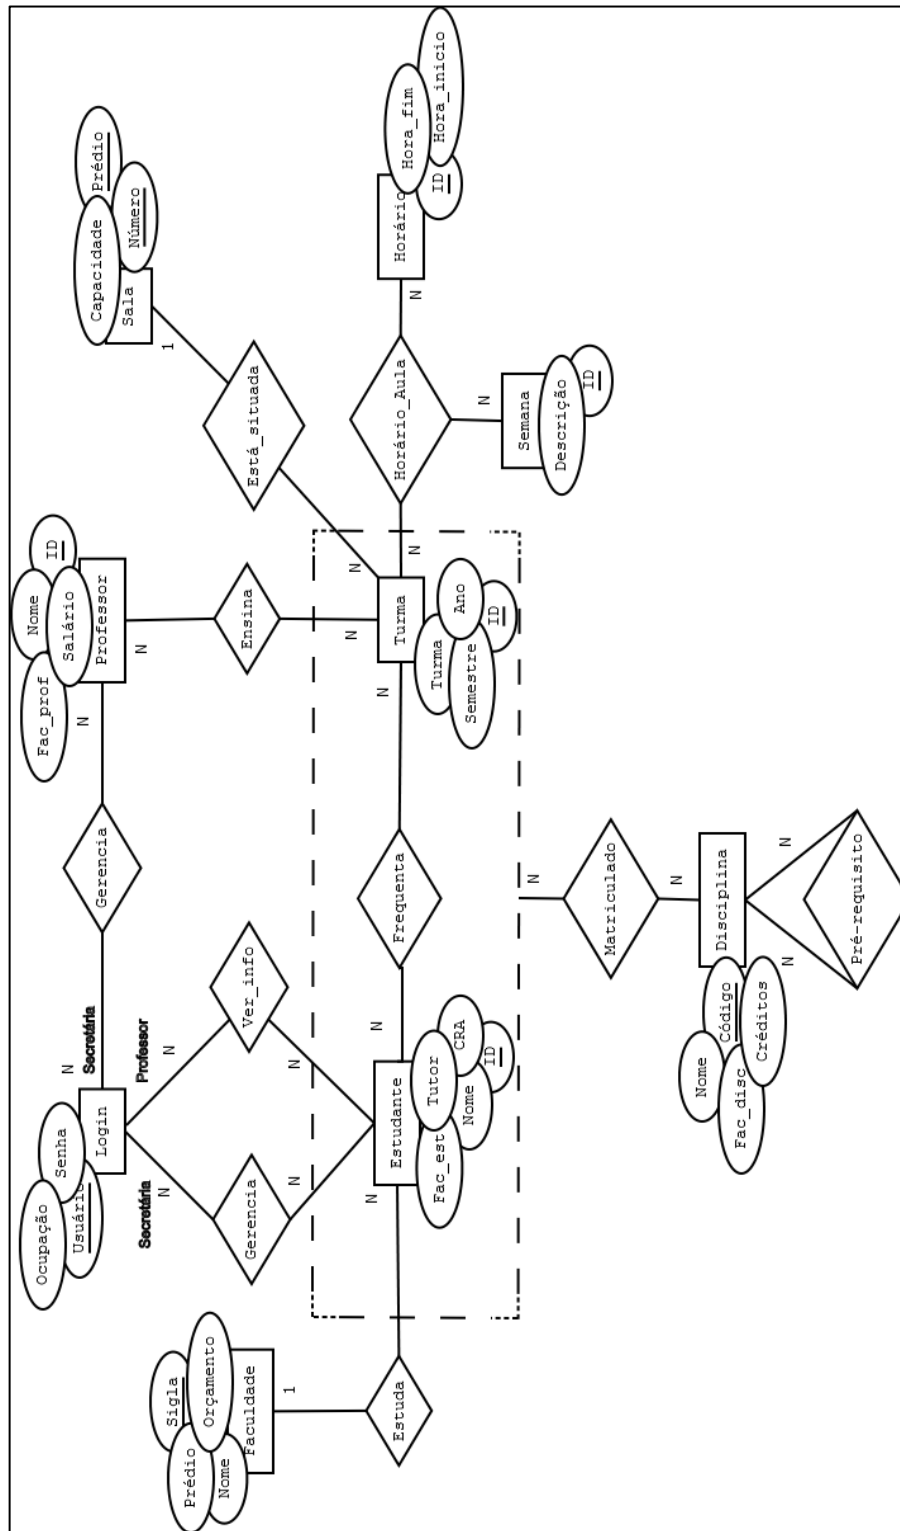 Ocupação
Senha
Usuário
Login
Secretária
Secretária
Professor
N
N
N
Gerencia
N
Fac_prof
Nome
Salário
ID
Professor
N
Capacidade
Prédio
Número
Sala
1
Sigla
Prédio
Orçamento
Nome
Faculdade
1
Gerencia
N
Ver_info
N
Ensina
N
Está_situada
N
Estuda
N
Estudante
Fac_est
Tutor
Nome
CRA
ID
N
Frequenta
N
Turma
Turma
Ano
Semestre
ID
N
Horário_Aula
N
Horário
Hora_fim
Hora_inicio
ID
N
Semana
Descrição
ID
N
Matriculado
N
Disciplina
Nome
Código
Fac_disc
Créditos
N
N
Pré-requisito